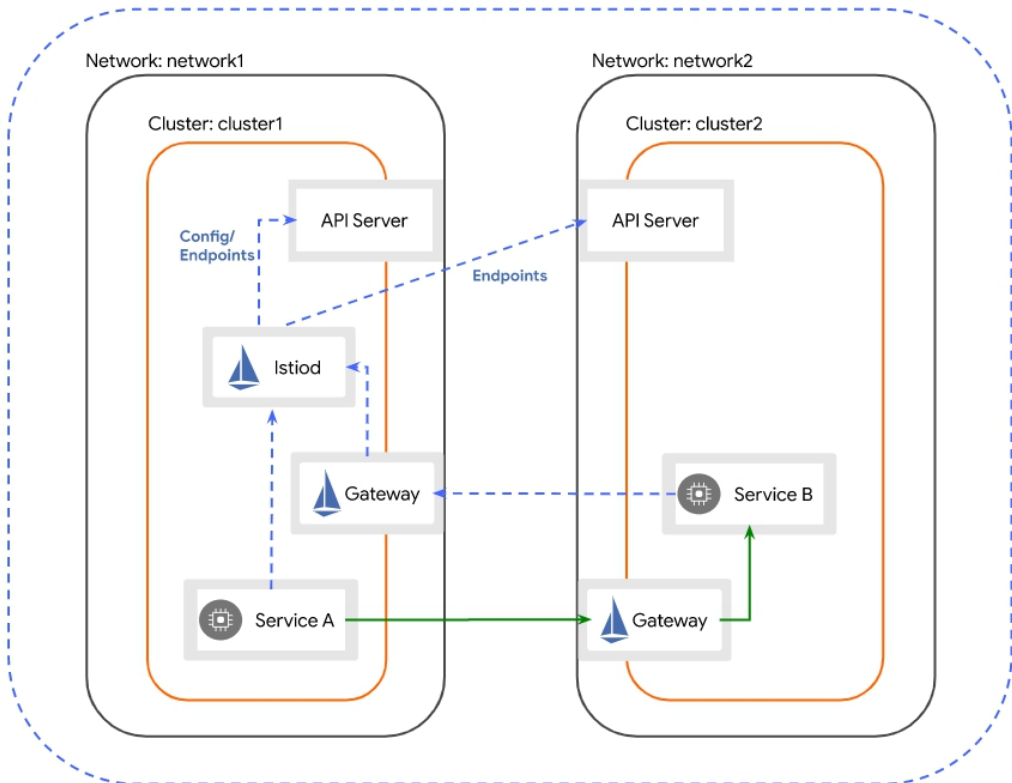 Network: network1
Network: network2
Cluster: cluster1
Cluster: cluster2
API Server
API Server
Config/
Endpoints
Endpoints
Istiod
Gateway
Service B
Service A
Gateway